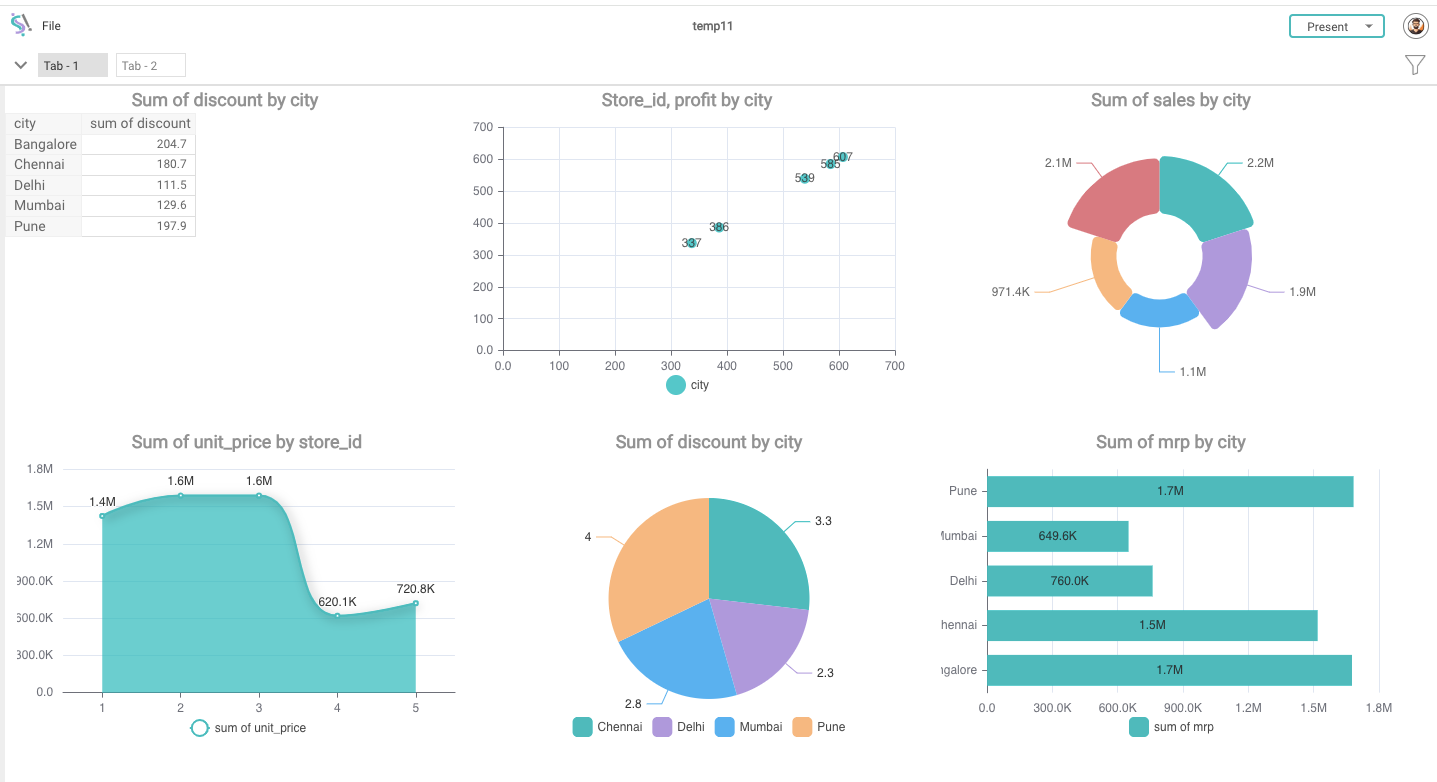 File
temp11
Present
Tab - 1
Tab - 2
Sum of discount by city
city sum of discount
Bangalore 204.7
Chennai 180.7
Delhi 111.5
Mumbai 129.6
Pune 197.9
Store_id, profit by city
700
600
500
400
300
200
100
0.0
607
585
539
386
337
0.0 100 200 300 400 500 600 700
city
Sum of sales by city
2.1M 2.2M
971.4K 1.9M
1.1M
Sum of unit_price by store_id
1.8M
1.5M
1.2M
900.0K
600.0K
300.0K
0.0
1.4M 1.6M 1.6M 620.1K 720.8K
1 2 3 4 5
sum of unit_price
Sum of discount by city
4 3.3
2.8 2.3
Chennai Delhi Mumbai Pune
Sum of mrp by city
Pune 1.7M
Mumbai 649.6K
Delhi 760.0K
hennai 1.5M
ngalore 1.7M
0.0 300.0K 600.0K 900.0K 1.2M 1.5M 1.8M
sum of mrp